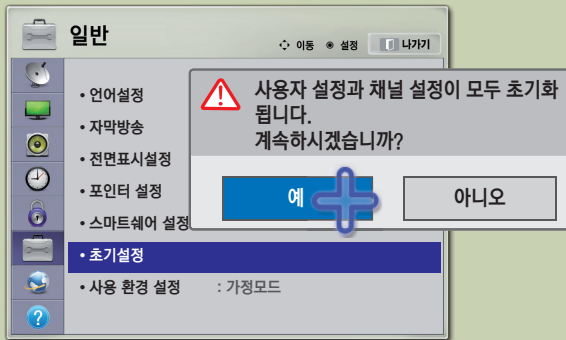 일반
이동 설정 나가기
• 언어설정
• 자막방송
• 전면표시설정
• 포인터 설정
• 스마트쉐어 설정
• 초기설정
• 사용 환경 설정 : 가정모드
사용자 설정과 채널 설정이 모두 초기화
됩니다.
계속하시겠습니까?
예 아니오